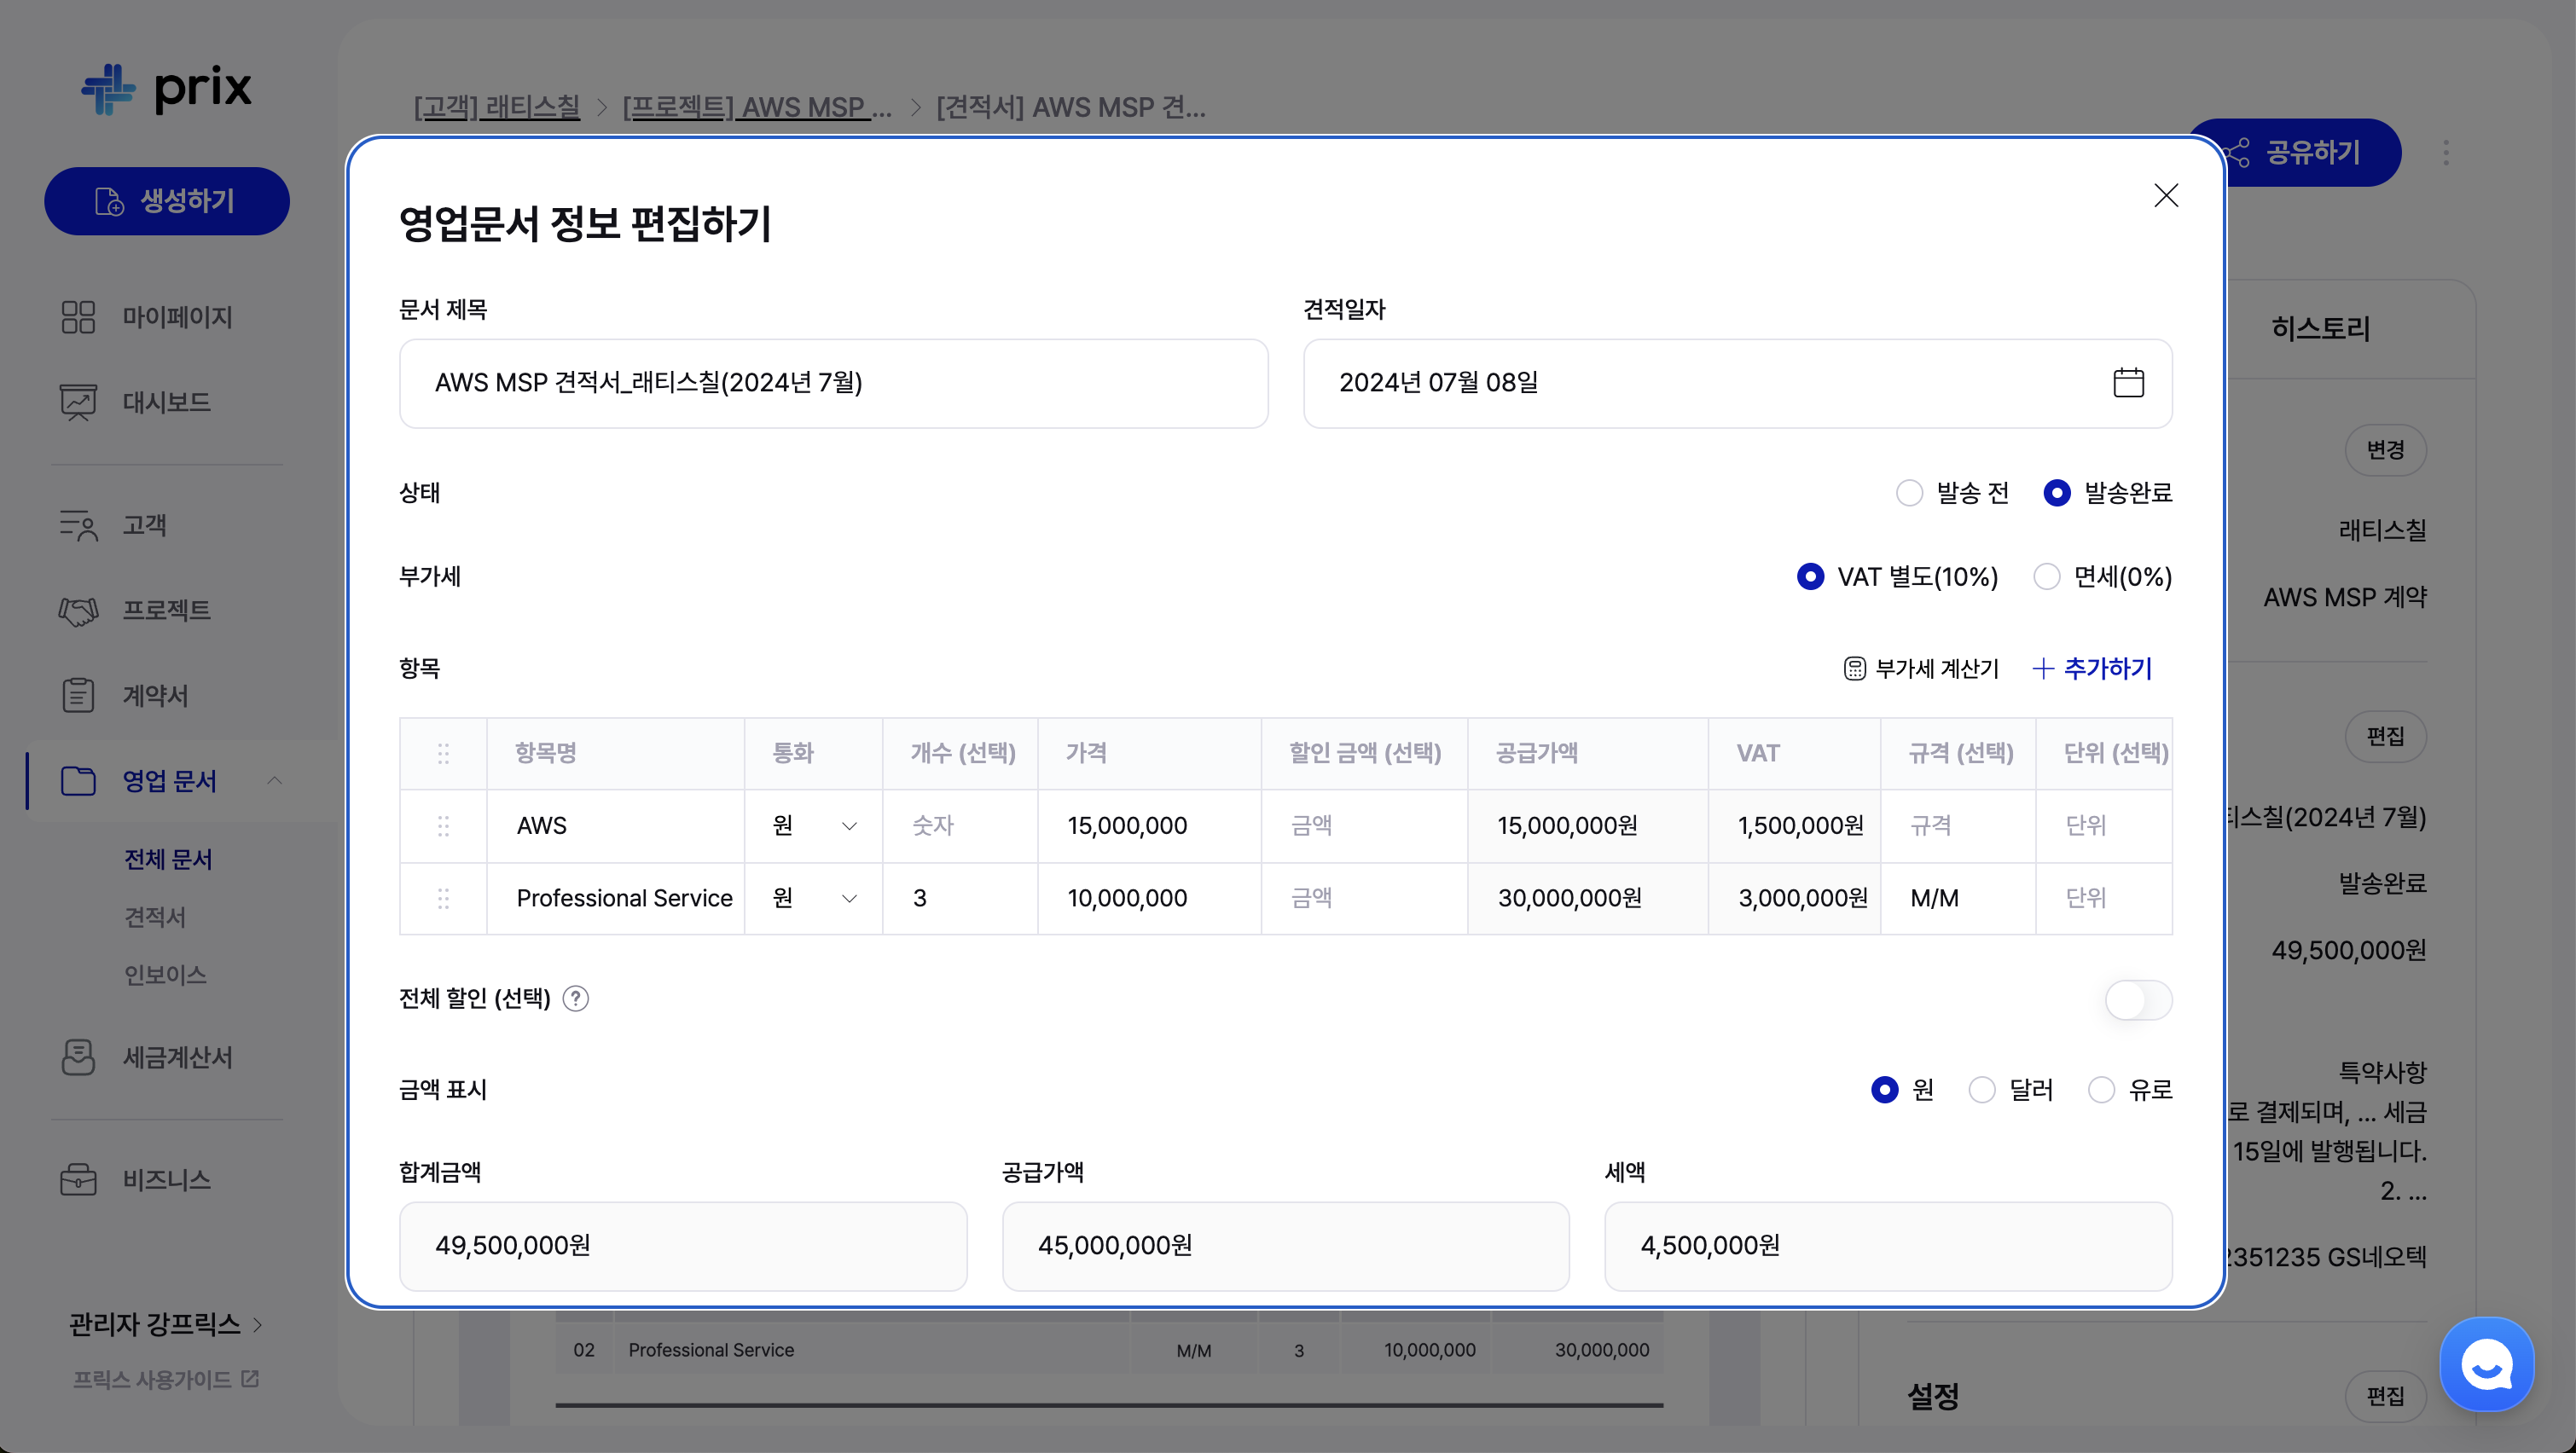 prix
생성하기
마이페이지
대시보드
고객
프로젝트
계약서
영업 문서
전체 문서
견적서
인보이스
세금계산서
비즈니스
관리자 강프릭스
프릭스 사용가이드
[고객] 래티스칠 > [프로젝트] AWS MSP ... > [견적서] AWS MSP 견...
공유하기
영업문서 정보 편집하기
문서 제목 견적일자
AWS MSP 견적서_래티스칠(2024년 7월) 2024년 07월 08일
상태 발송 전 발송완료
부가세 VAT 별도(10%) 면세(0%)
항목 부가세 계산기 + 추가하기
항목명 통화 개수 (선택) 가격 할인 금액 (선택) 공급가액 VAT 규격 (선택) 단위 (선택)
AWS 원 숫자 15,000,000 금액 15,000,000원 1,500,000원 규격 단위
Professional Service 원 3 10,000,000 금액 30,000,000원 3,000,000원 M/M 단위
전체 할인 (선택) ?
금액 표시 원 달러 유로
합계금액 공급가액 세액
49,500,000원 45,000,000원 4,500,000원
02 Professional Service M/M 3 10,000,000 30,000,000
히스토리
변경
래티스칠
AWS MSP 계약
편집
티스칠(2024년 7월)
발송완료
49,500,000원
특약사항
로 결제되며, ... 세금
15일에 발행됩니다.
2. ...
2351235 GS네오텍
설정 편집